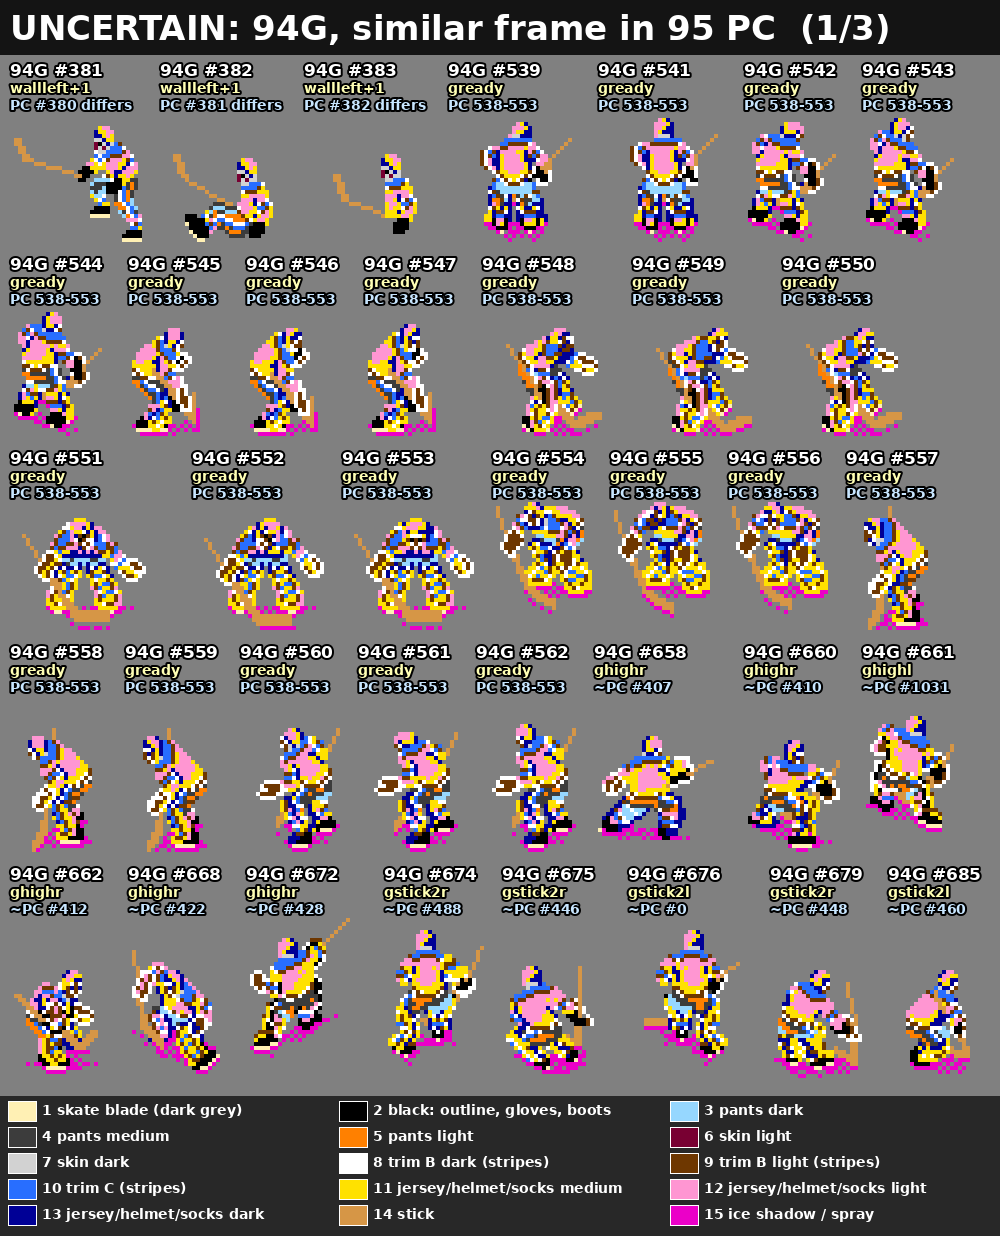 UNCERTAIN: 94G, similar frame in 95 PC  (1/3)
94G #381 94G #382 94G #383 94G #539 94G #541 94G #542 94G #543
wallleft+1 wallleft+1 wallleft+1 gready gready gready gready
PC #380 differs PC #381 differs PC #382 differs PC 538-553 PC 538-553 PC 538-553 PC 538-553
94G #544 94G #545 94G #546 94G #547 94G #548 94G #549 94G #550
gready gready gready gready gready gready gready
PC 538-553 PC 538-553 PC 538-553 PC 538-553 PC 538-553 PC 538-553 PC 538-553
94G #551 94G #552 94G #553 94G #554 94G #555 94G #556 94G #557
gready gready gready gready gready gready gready
PC 538-553 PC 538-553 PC 538-553 PC 538-553 PC 538-553 PC 538-553 PC 538-553
94G #558 94G #559 94G #560 94G #561 94G #562 94G #658 94G #660 94G #661
gready gready gready gready gready ghighr ghighr ghighl
PC 538-553 PC 538-553 PC 538-553 PC 538-553 PC 538-553 ~PC #407 ~PC #410 ~PC #1031
94G #662 94G #668 94G #672 94G #674 94G #675 94G #676 94G #679 94G #685
ghighr ghighr ghighr gstick2r gstick2r gstick2l gstick2r gstick2l
~PC #412 ~PC #422 ~PC #428 ~PC #488 ~PC #446 ~PC #0 ~PC #448 ~PC #460
1 skate blade (dark grey) 2 black: outline, gloves, boots 3 pants dark
4 pants medium 5 pants light 6 skin light
7 skin dark 8 trim B dark (stripes) 9 trim B light (stripes)
10 trim C (stripes) 11 jersey/helmet/socks medium 12 jersey/helmet/socks light
13 jersey/helmet/socks dark 14 stick 15 ice shadow / spray